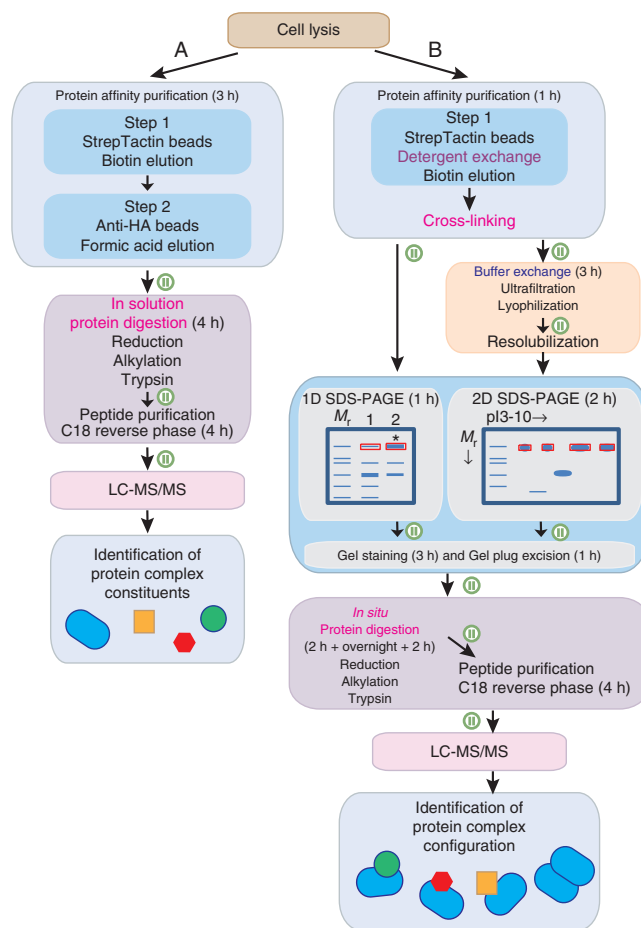 Cell lysis
A
B
Protein affinity purification (3 h)
Step 1
StrepTactin beads
Biotin elution
Step 2
Anti-HA beads
Formic acid elution
In solution
protein digestion (4 h)
Reduction
Alkylation
Trypsin
Peptide purification
C18 reverse phase (4 h)
LC-MS/MS
Identification of
protein complex
constituents
Protein affinity purification (1 h)
Step 1
StrepTactin beads
Detergent exchange
Biotin elution
Cross-linking
Buffer exchange (3 h)
Ultrafiltration
Lyophilization
Resolubilization
1D SDS-PAGE (1 h)
Mr 1 2
*
2D SDS-PAGE (2 h)
pI3-10→
Mr
↓
Gel staining (3 h) and Gel plug excision (1 h)
In situ
Protein digestion
(2 h + overnight + 2 h)
Reduction
Alkylation
Trypsin
Peptide purification
C18 reverse phase (4 h)
LC-MS/MS
Identification of
protein complex
configuration